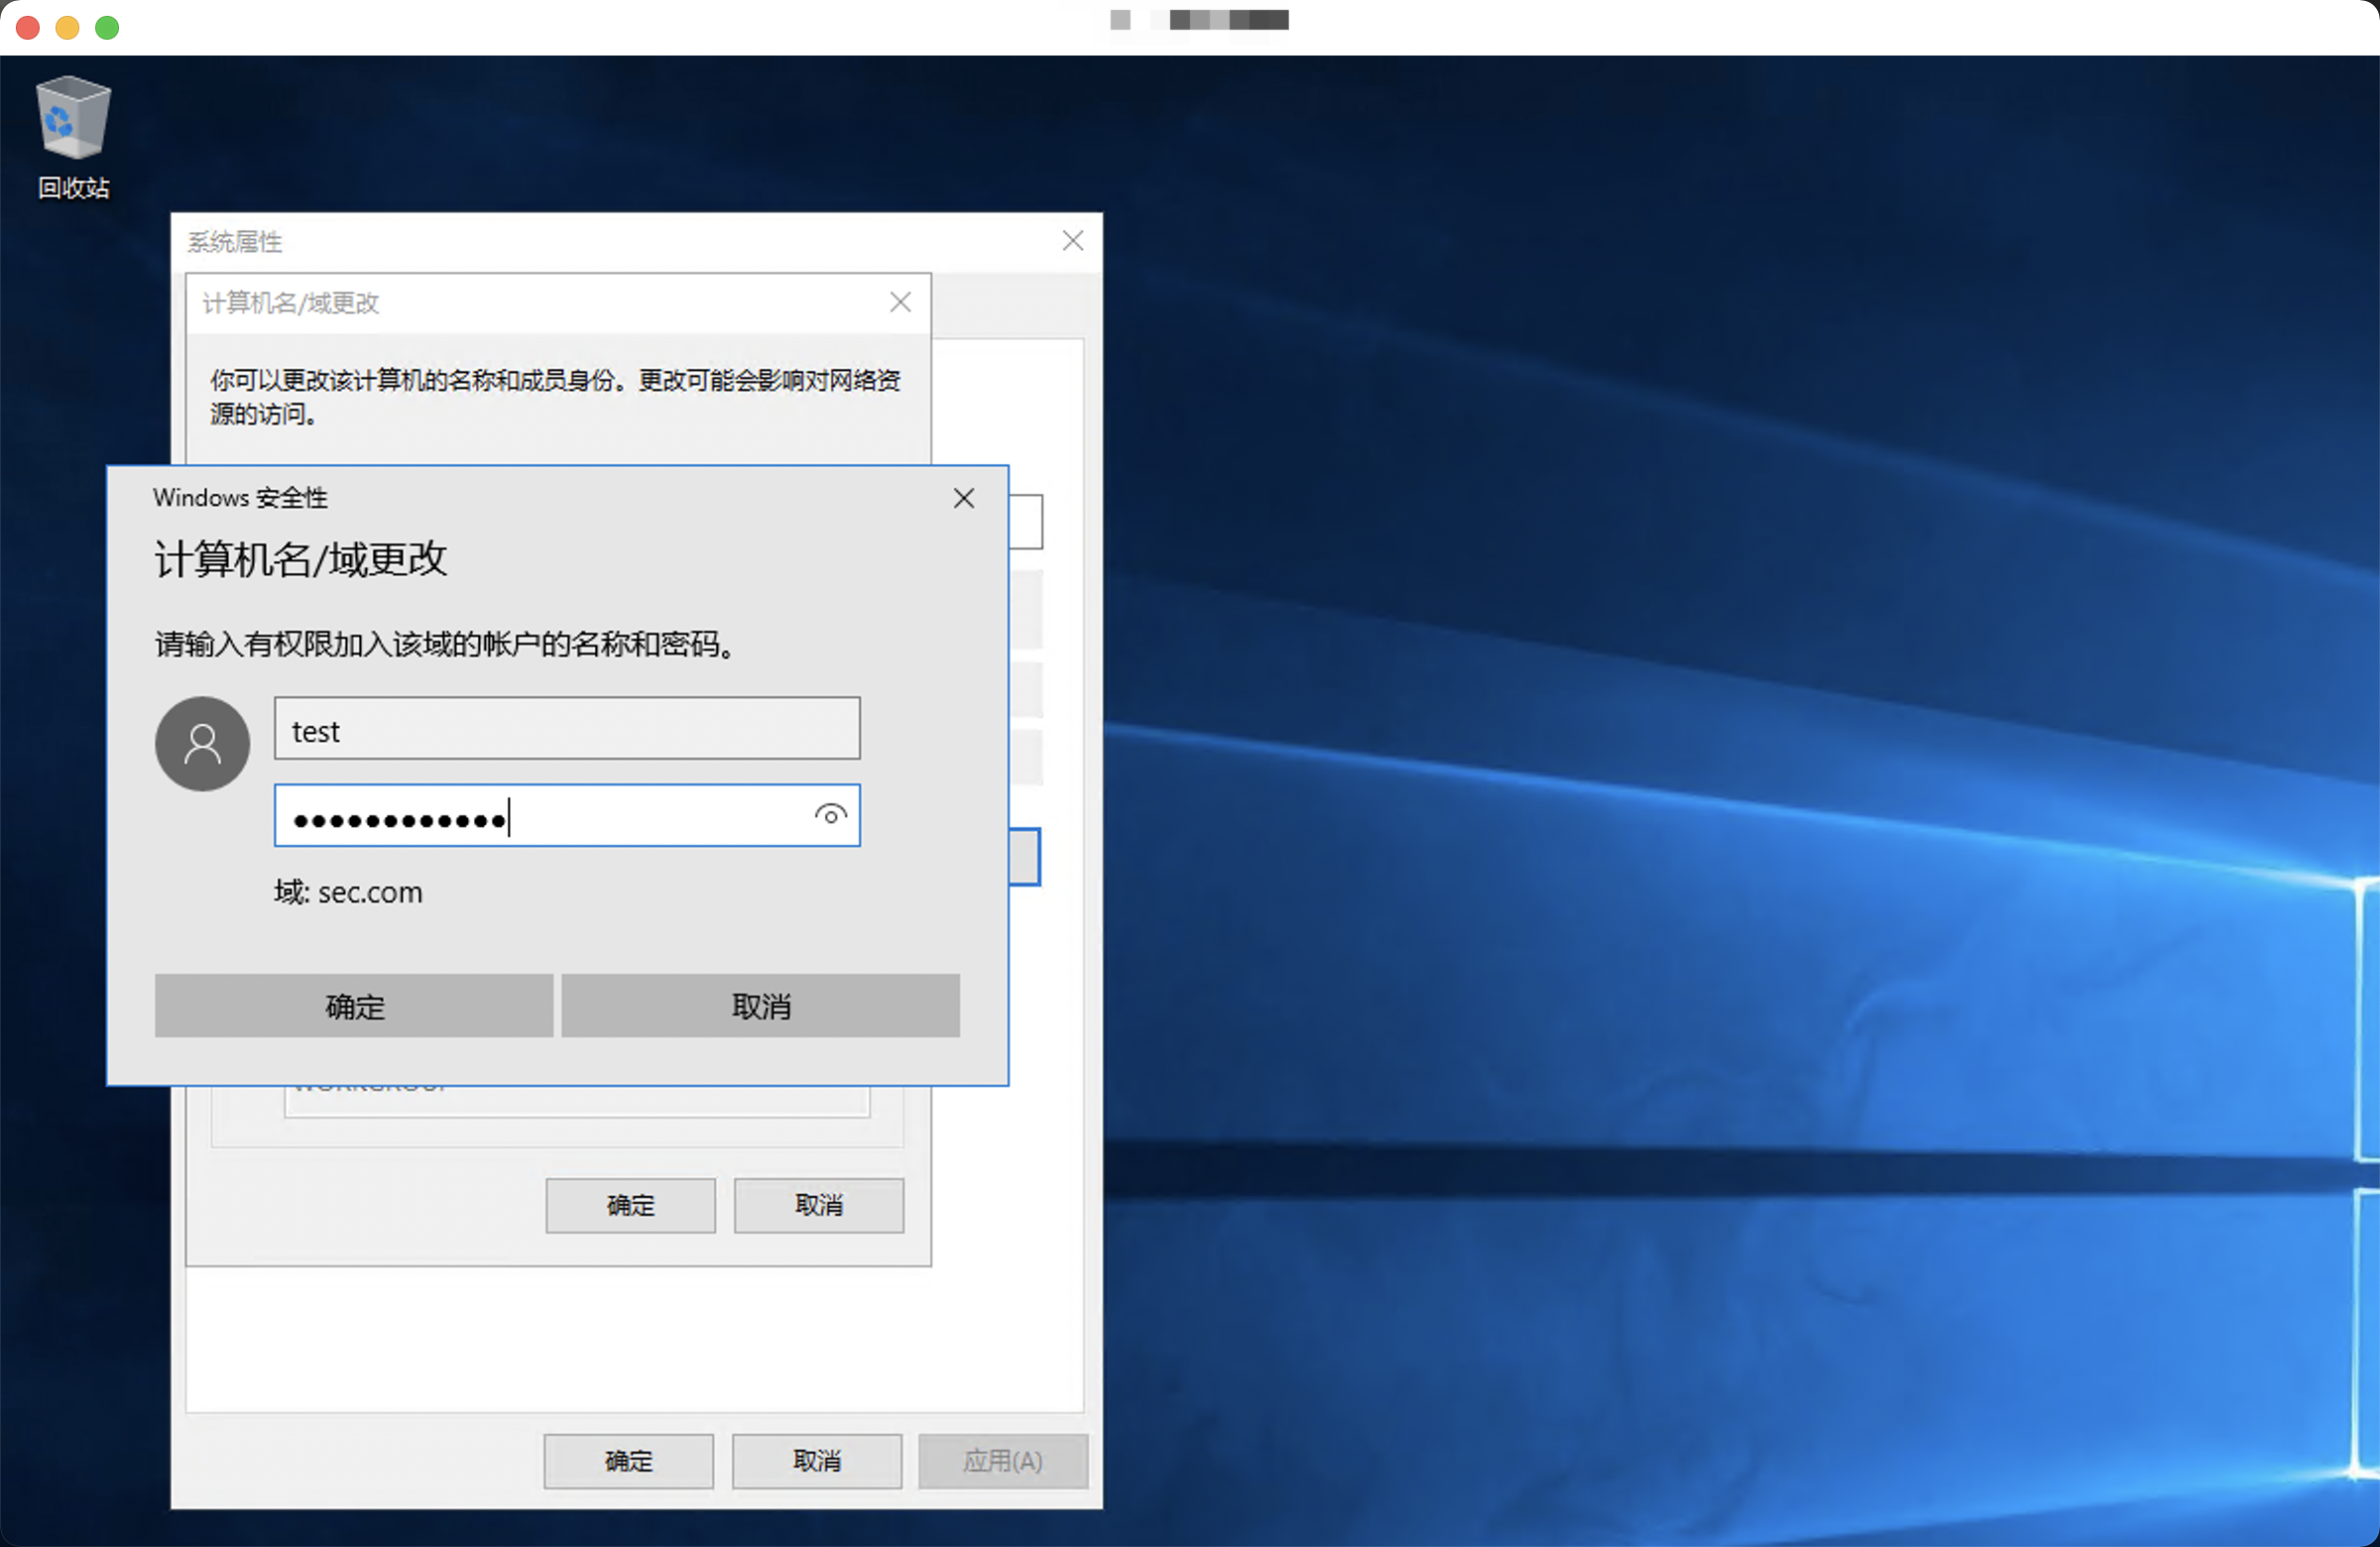 回收站
系统属性
计算机名/域更改
你可以更改该计算机的名称和成员身份。更改可能会影响对网络资
源的访问。
Windows 安全性
计算机名/域更改
请输入有权限加入该域的帐户的名称和密码。
test
●●●●●●●●●●●●
域: sec.com
确定
取消
确定
取消
确定
取消
应用(A)